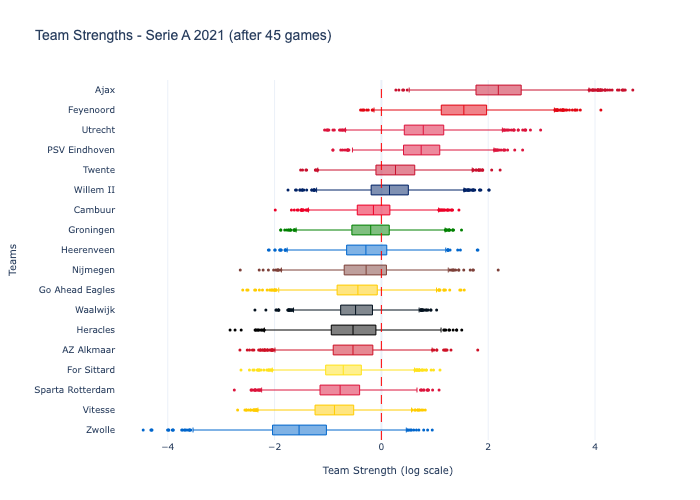 Team Strengths - Serie A 2021 (after 45 games)
Ajax
Feyenoord
Utrecht
PSV Eindhoven
Twente
Willem II
Cambuur
Groningen
Heerenveen
Nijmegen
Go Ahead Eagles
Waalwijk
Heracles
AZ Alkmaar
For Sittard
Sparta Rotterdam
Vitesse
Zwolle
Teams
−4 −2 0 2 4
Team Strength (log scale)